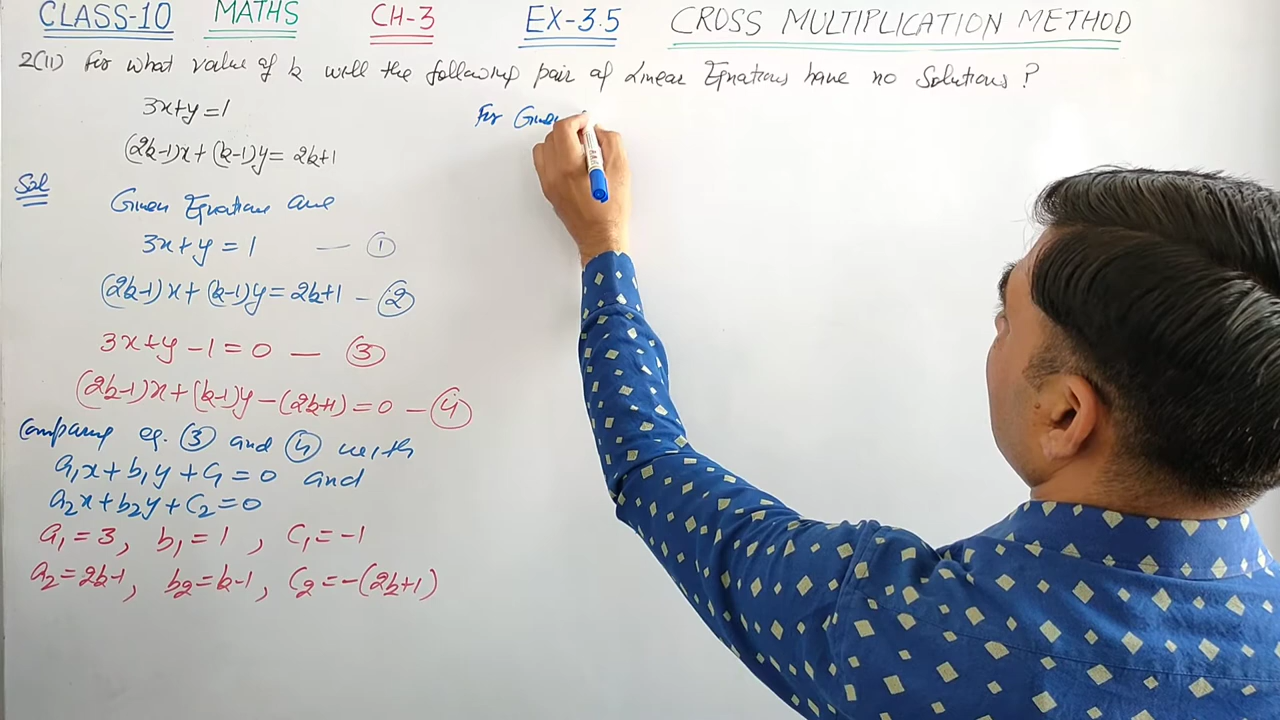 CLASS-10 MATHS CH-3 EX-3.5 CROSS MULTIPLICATION METHOD
2(ii) For what value of k will the following pair of Linear Equations have no Solutions?
3x+y=1
(2k-1)x+(k-1)y=2k+1
Sol
Given Equations are
3x+y=1 — ①
(2k-1)x+(k-1)y=2k+1 — ②
3x+y-1=0 — ③
(2k-1)x+(k-1)y-(2k+1)=0 — ④
Comparing eq. ③ and ④ with
a₁x+b₁y+c₁=0 and
a₂x+b₂y+c₂=0
a₁=3, b₁=1, c₁=-1
a₂=2k-1, b₂=k-1, c₂=-(2k+1)
For Given